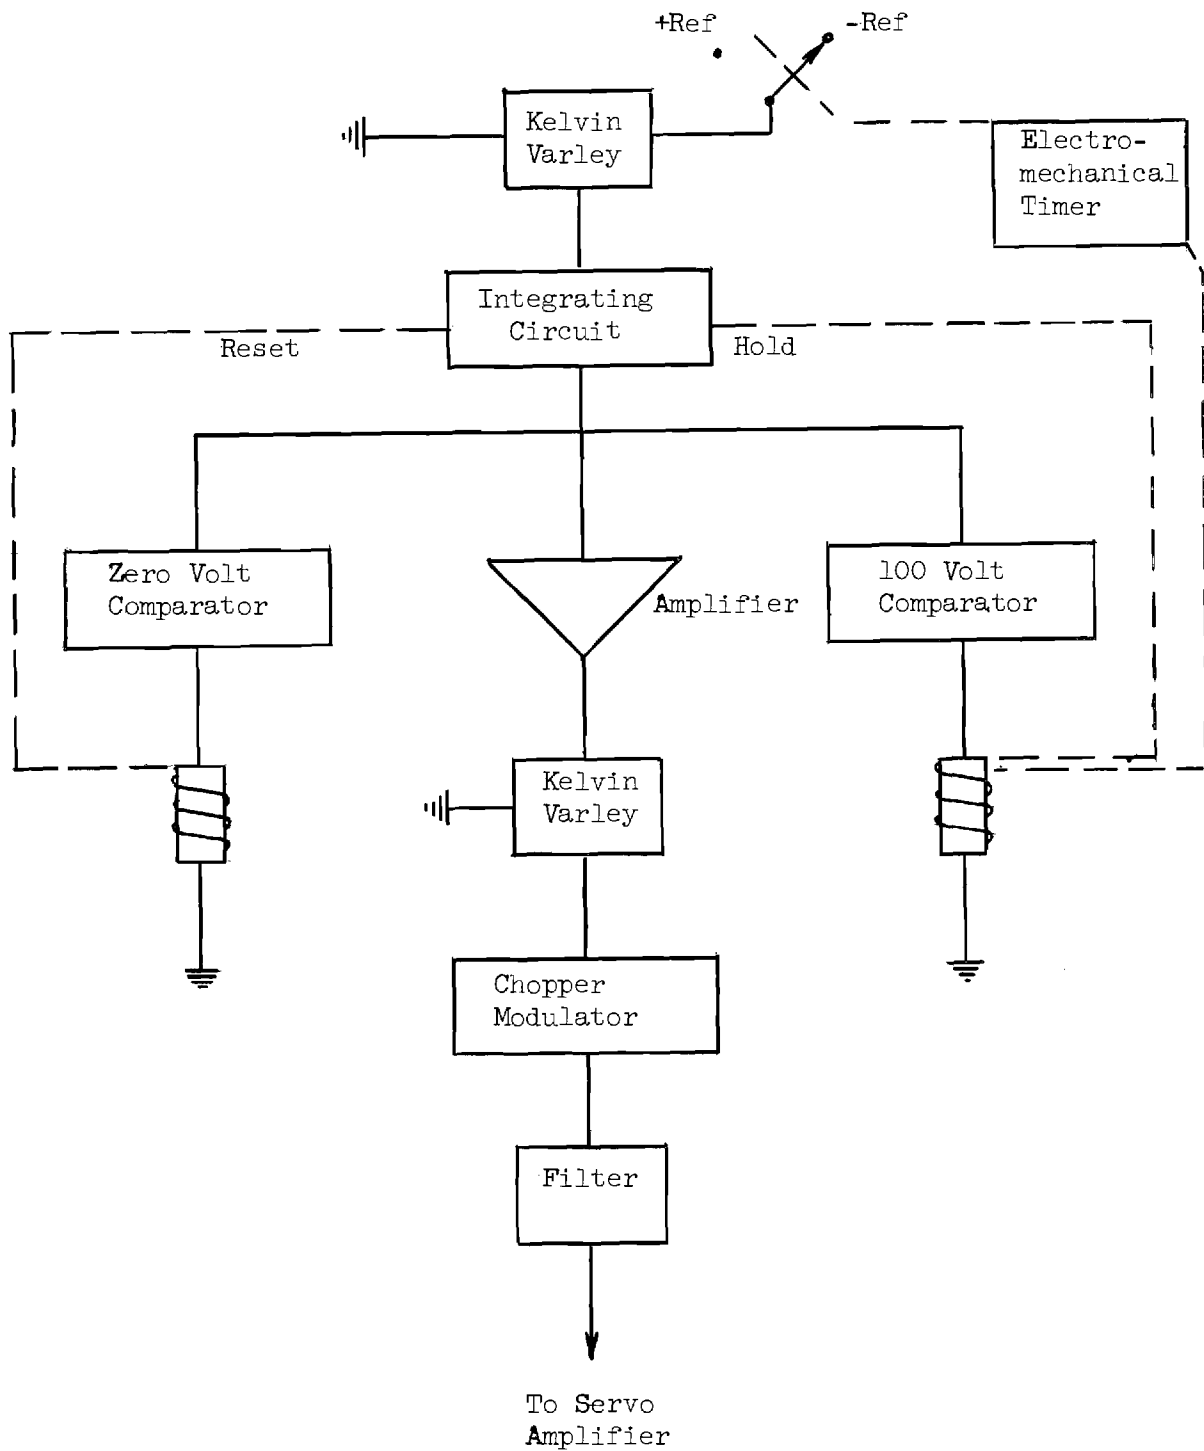 +Ref
-Ref
Kelvin
Varley
Electro-
mechanical
Timer
Integrating
Circuit
Reset
Hold
Zero Volt
Comparator
Amplifier
100 Volt
Comparator
Kelvin
Varley
Chopper
Modulator
Filter
To Servo
Amplifier